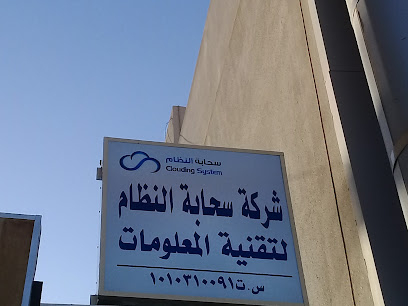 سحابة النظام
Clouding System
شركة سحابة النظام
لتقنية المعلومات
س.ت ١٠١٠٣١٠٠٩١